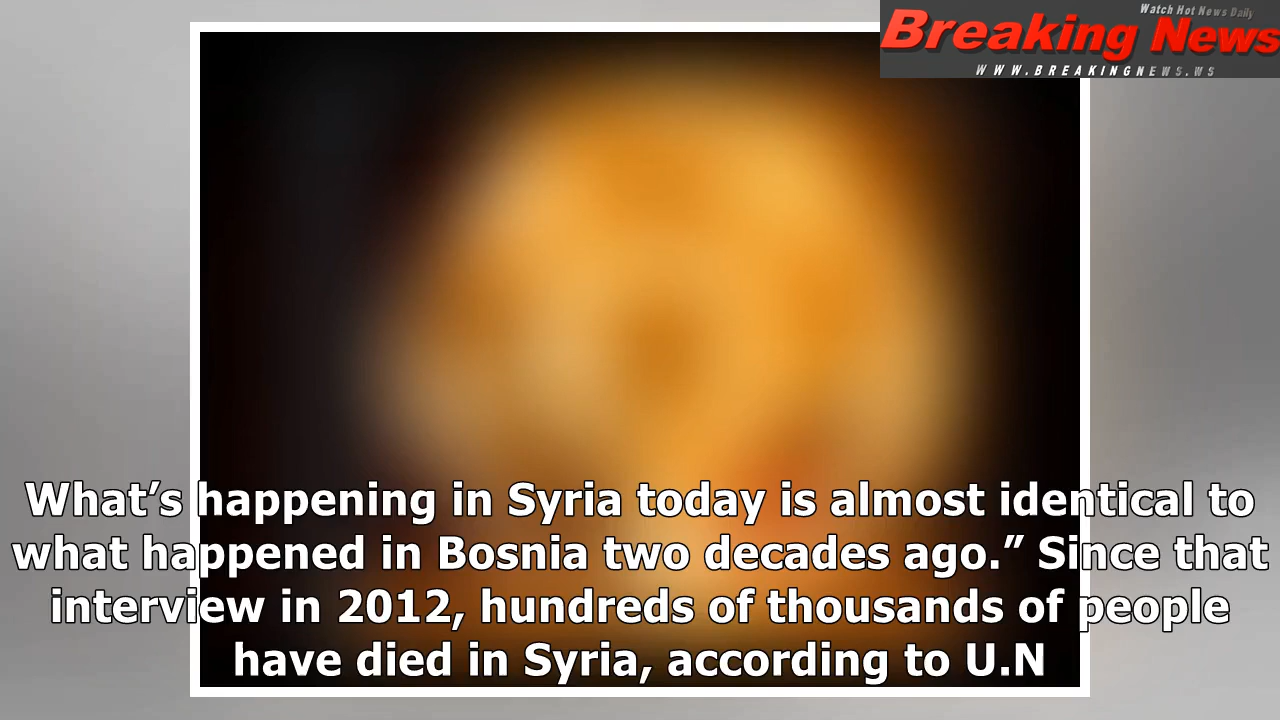 Watch Hot News Daily
Breaking News
WWW.BREAKINGNEWS.WS
What’s happening in Syria today is almost identical to
what happened in Bosnia two decades ago.” Since that
interview in 2012, hundreds of thousands of people
have died in Syria, according to U.N